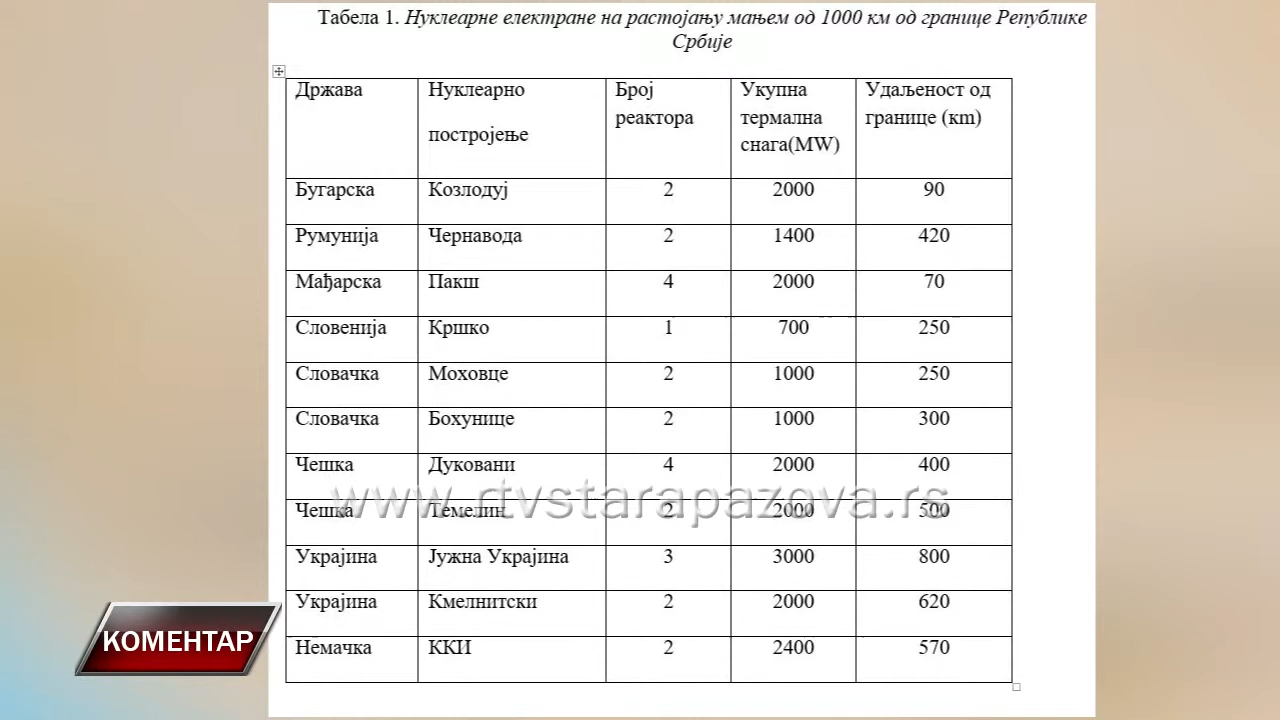 Табела 1. Нуклеарне електране на растојању мањем од 1000 км од границе Републике
Србије
Држава Нуклеарно постројење Број реактора Укупна термална снага(MW) Удаљеност од границе (кm)
Бугарска Козлодуј 2 2000 90
Румунија Чернавода 2 1400 420
Мађарска Пакш 4 2000 70
Словенија Кршко 1 700 250
Словачка Моховце 2 1000 250
Словачка Бохунице 2 1000 300
Чешка Дуковани 4 2000 400
www.rtvstarapazova.rs
Чешка Темелин 2 2000 500
Украјина Јужна Украјина 3 3000 800
Украјина Кмелнитски 2 2000 620
КОМЕНТАР
Немачка ККИ 2 2400 570